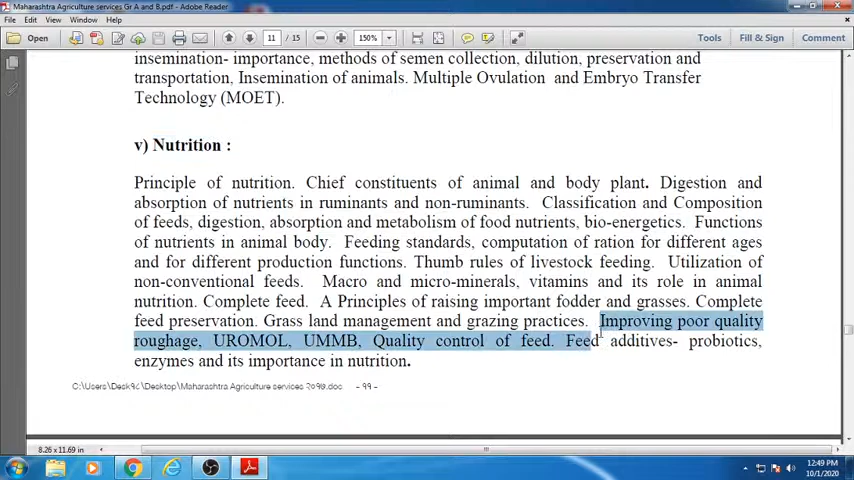 Maharashtra Agriculture services Gr A and B.pdf - Adobe Reader
File Edit View Window Help
Open 11 / 15 150% Tools Fill & Sign Comment
insemination- importance, methods of semen collection, dilution, preservation and
transportation, Insemination of animals. Multiple Ovulation and Embryo Transfer
Technology (MOET).
v) Nutrition :
Principle of nutrition. Chief constituents of animal and body plant. Digestion and
absorption of nutrients in ruminants and non-ruminants. Classification and Composition
of feeds, digestion, absorption and metabolism of food nutrients, bio-energetics. Functions
of nutrients in animal body. Feeding standards, computation of ration for different ages
and for different production functions. Thumb rules of livestock feeding. Utilization of
non-conventional feeds. Macro and micro-minerals, vitamins and its role in animal
nutrition. Complete feed. A Principles of raising important fodder and grasses. Complete
feed preservation. Grass land management and grazing practices. Improving poor quality
roughage, UROMOL, UMMB, Quality control of feed. Feed additives- probiotics,
enzymes and its importance in nutrition.
8.26 x 11.69 in
12:49 PM
10/1/2020